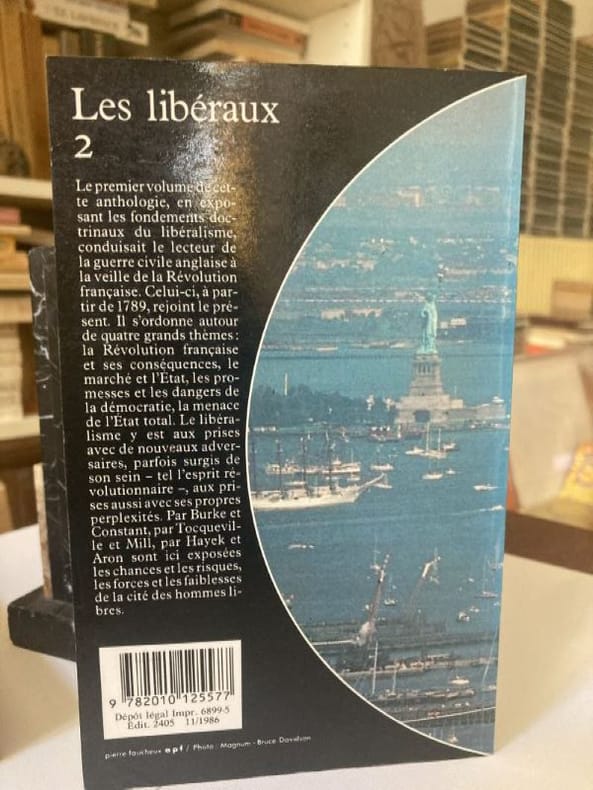 Les libéraux
2
Le premier volume de cet-
te anthologie, en expo-
sant les fondements doc-
trinaux du libéralisme,
conduisait le lecteur de
la guerre civile anglaise à
la veille de la Révolution
française. Celui-ci, à par-
tir de 1789, rejoint le pré-
sent. Il s'ordonne autour
de quatre grands thèmes :
la Révolution française
et ses conséquences, le
marché et l'État, les pro-
messes et les dangers de
la démocratie, la menace
de l'État total. Le libéra-
lisme y est aux prises
avec de nouveaux adver-
saires, parfois surgis de
son sein – tel l'esprit ré-
volutionnaire –, aux pri-
ses aussi avec ses propres
perplexités. Par Burke et
Constant, par Tocquevil-
le et Mill, par Hayek et
Aron sont ici exposées
les chances et les risques,
les forces et les faiblesses
de la cité des hommes li-
bres.
9 782010 125577
Dépôt légal Impr. 6899-5
Édit. 2405 11/1986
pierre faucheux apf / Photo : Magnum - Bruce Davidson